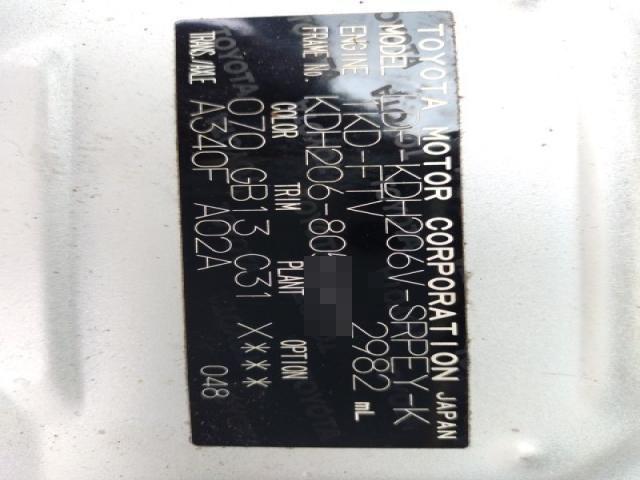 TOYOTA MOTOR CORPORATION JAPAN
MODEL KDH206V-SRPEY-K
ENGINE 1KD-FTV 2982 mL
FRAME No. KDH206-80
COLOR TRIM PLANT OPTION
070 GB13 C31 X***
TRANS./AXLE A340F A02A 048